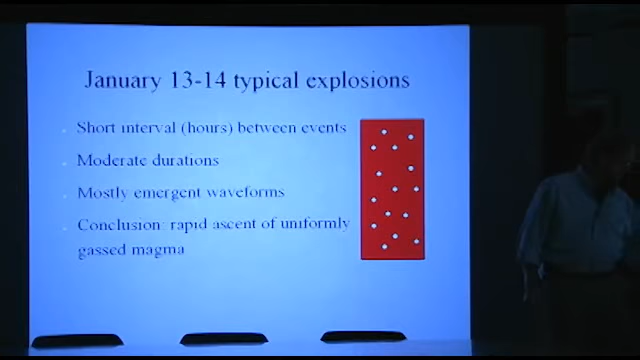 January 13-14 typical explosions
Short interval (hours) between events
Moderate durations
Mostly emergent waveforms
Conclusion: rapid ascent of uniformly
gassed magma